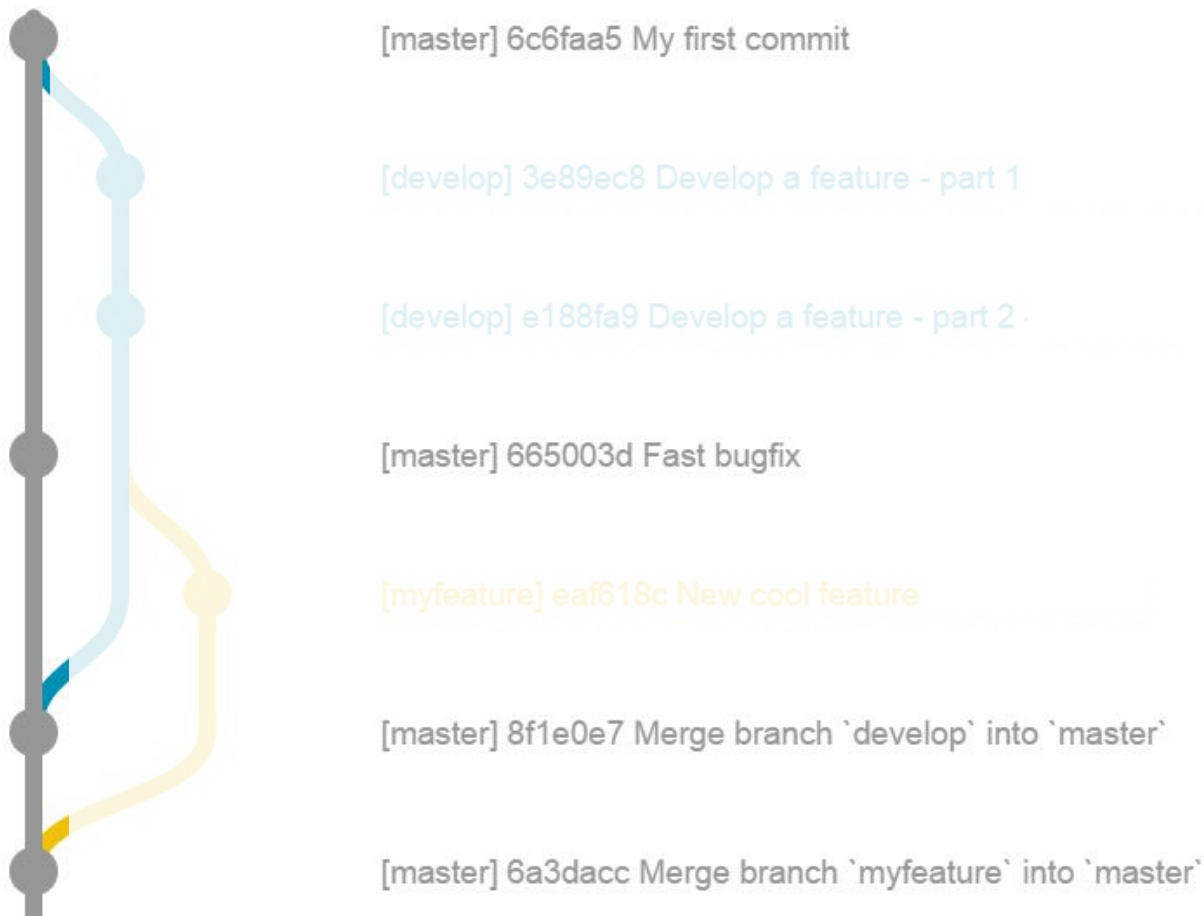 [master] 6c6faa5 My first commit
[develop] 3e89ec8 Develop a feature - part 1
[develop] e188fa9 Develop a feature - part 2
[master] 665003d Fast bugfix
[myfeature] eaf618c New cool feature
[master] 8f1e0e7 Merge branch `develop` into `master`
[master] 6a3dacc Merge branch `myfeature` into `master`